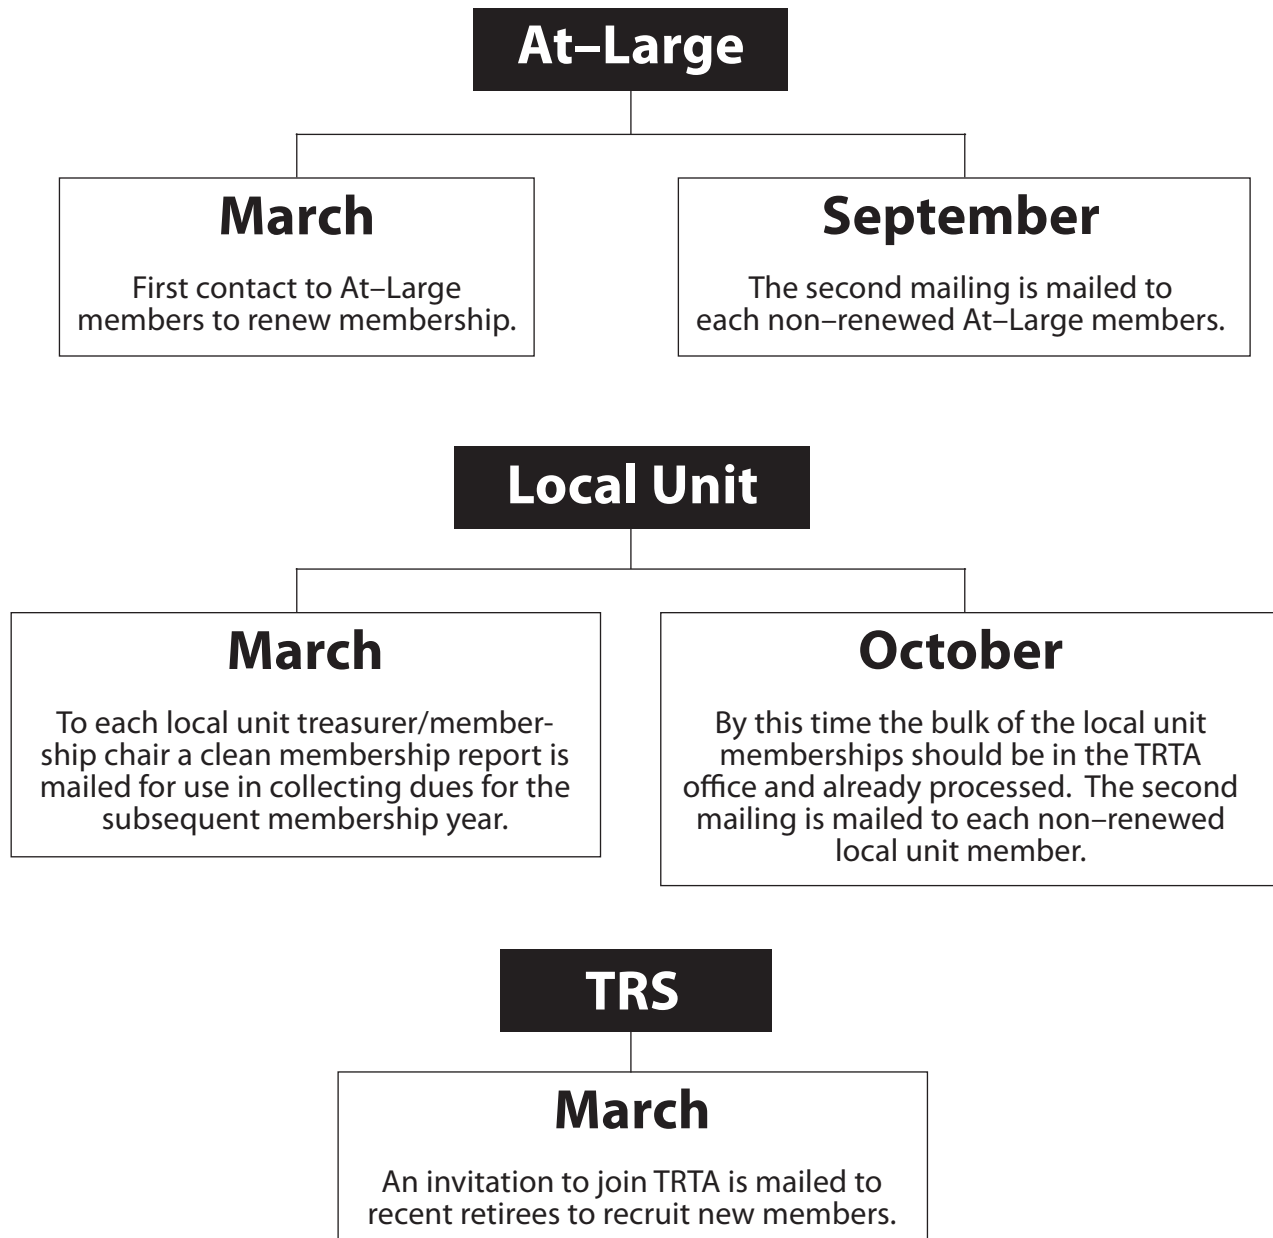 At–Large
March
First contact to At–Large
members to renew membership.
September
The second mailing is mailed to
each non–renewed At–Large members.
Local Unit
March
To each local unit treasurer/member-
ship chair a clean membership report is
mailed for use in collecting dues for the
subsequent membership year.
October
By this time the bulk of the local unit
memberships should be in the TRTA
office and already processed.  The second
mailing is mailed to each non–renewed
local unit member.
TRS
March
An invitation to join TRTA is mailed to
recent retirees to recruit new members.